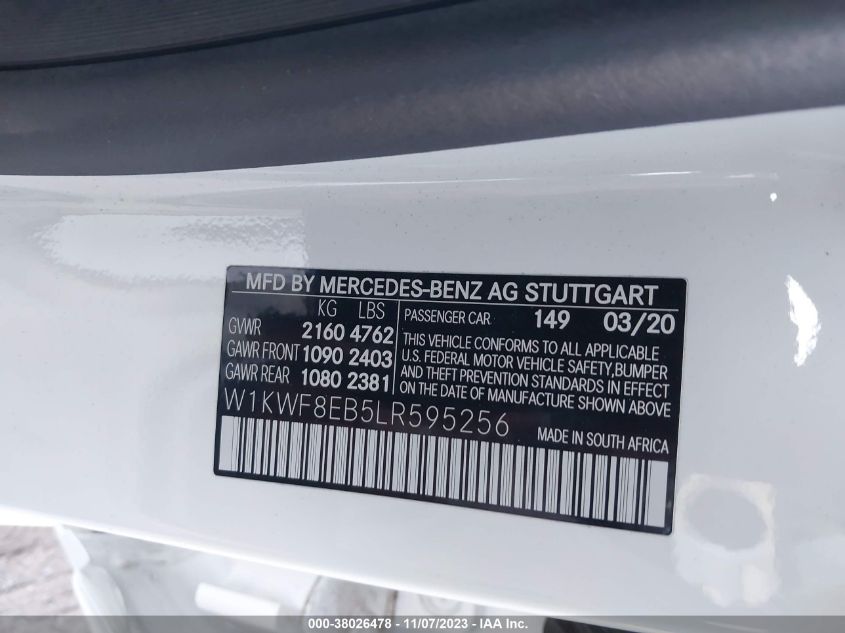 MFD BY MERCEDES-BENZ AG STUTTGART
KG LBS
GVWR 2160 4762
GAWR FRONT 1090 2403
GAWR REAR 1080 2381
PASSENGER CAR 149 03/20
THIS VEHICLE CONFORMS TO ALL APPLICABLE
U.S. FEDERAL MOTOR VEHICLE SAFETY, BUMPER
AND THEFT PREVENTION STANDARDS IN EFFECT
ON THE DATE OF MANUFACTURE SHOWN ABOVE
W1KWF8EB5LR595256
MADE IN SOUTH AFRICA
000-38026478 - 11/07/2023 - IAA Inc.